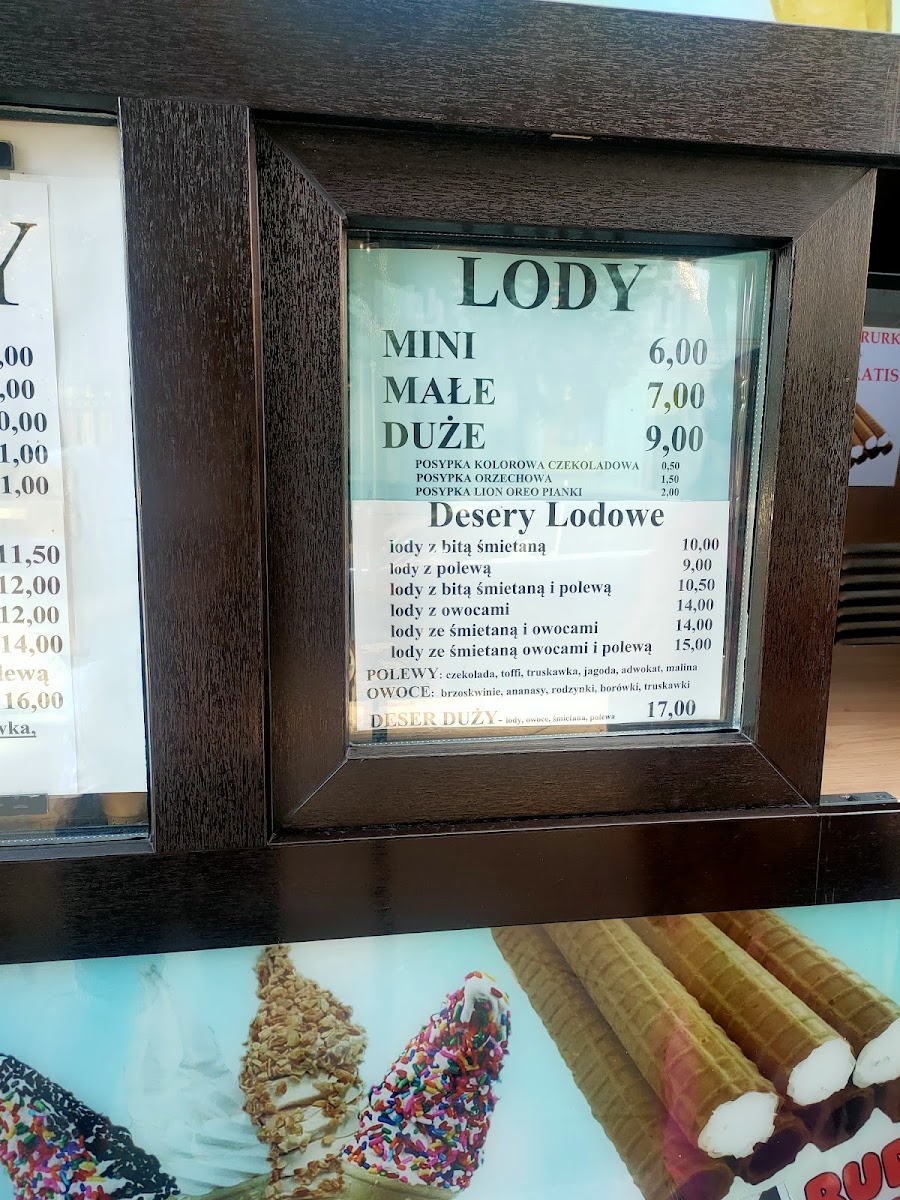 Y
,00
,00
0,00
1,00
1,00
11,50
12,00
12,00
14,00
lewą
16,00
wka,
LODY
MINI 6,00
MAŁE 7,00
DUŻE 9,00
POSYPKA KOLOROWA CZEKOLADOWA 0,50
POSYPKA ORZECHOWA 1,50
POSYPKA LION OREO PIANKI 2,00
Desery Lodowe
lody z bitą śmietaną 10,00
lody z polewą 9,00
lody z bitą śmietaną i polewą 10,50
lody z owocami 14,00
lody ze śmietaną i owocami 14,00
lody ze śmietaną owocami i polewą 15,00
POLEWY: czekolada, toffi, truskawka, jagoda, adwokat, malina
OWOCE: brzoskwinie, ananasy, rodzynki, borówki, truskawki
DESER DUŻY- lody, owoce, śmietana, polewa 17,00
RURK
ATIS
RUR